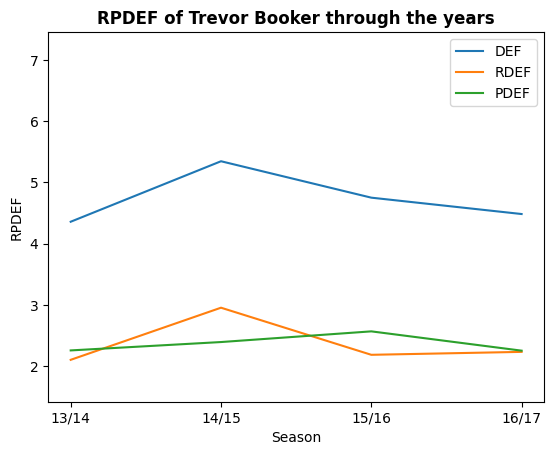 RPDEF of Trevor Booker through the years
DEF
RDEF
PDEF
7
6
5
4
3
2
RPDEF
13/14
14/15
15/16
16/17
Season